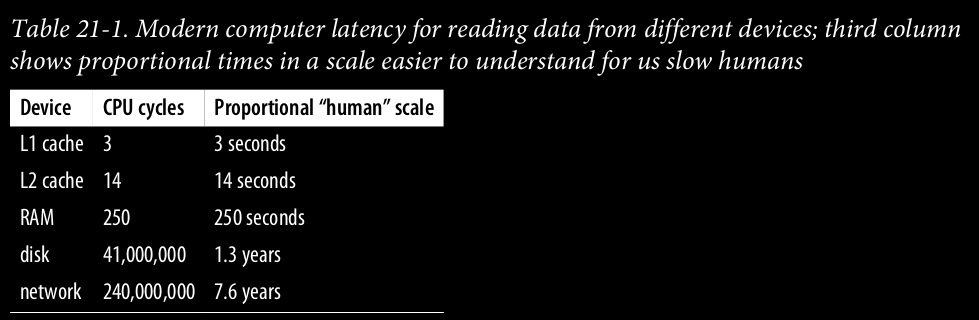 Table 21-1. Modern computer latency for reading data from different devices; third column
shows proportional times in a scale easier to understand for us slow humans
Device CPU cycles Proportional “human” scale
L1 cache 3 3 seconds
L2 cache 14 14 seconds
RAM 250 250 seconds
disk 41,000,000 1.3 years
network 240,000,000 7.6 years